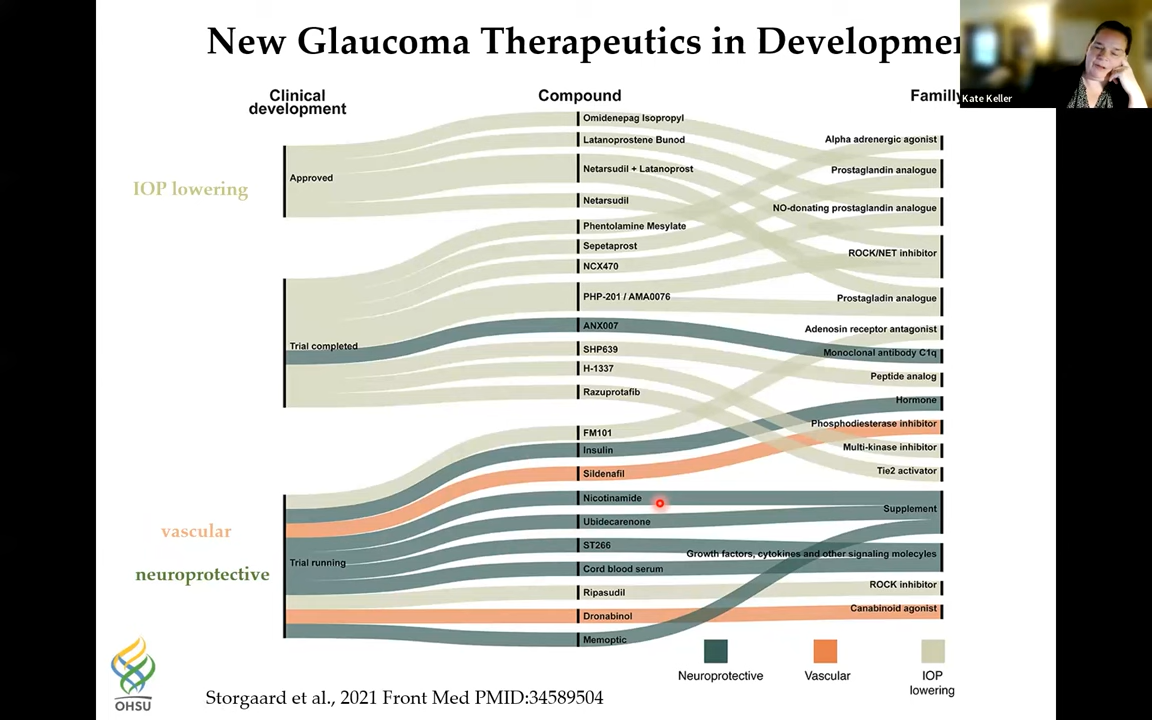 New Glaucoma Therapeutics in Developmen
Kate Keller
Clinical
development
Compound
Familly
IOP lowering
vascular
neuroprotective
Approved
Trial completed
Trial running
Omidenepag Isopropyl
Latanoprostene Bunod
Netarsudil + Latanoprost
Netarsudil
Phentolamine Mesylate
Sepetaprost
NCX470
PHP-201 / AMA0076
ANX007
SHP639
H-1337
Razuprotafib
FM101
Insulin
Sildenafil
Nicotinamide
Ubidecarenone
ST266
Cord blood serum
Ripasudil
Dronabinol
Memoptic
Alpha adrenergic agonist
Prostaglandin analogue
NO-donating prostaglandin analogue
ROCK/NET inhibitor
Prostagladin analogue
Adenosin receptor antagonist
Monoclonal antibody C1q
Peptide analog
Hormone
Phosphodiesterase inhibitor
Multi-kinase inhibitor
Tie2 activator
Supplement
Growth factors, cytokines and other signaling molecyles
ROCK inhibitor
Canabinoid agonist
Neuroprotective
Vascular
IOP
lowering
OHSU
Storgaard et al., 2021 Front Med PMID:34589504